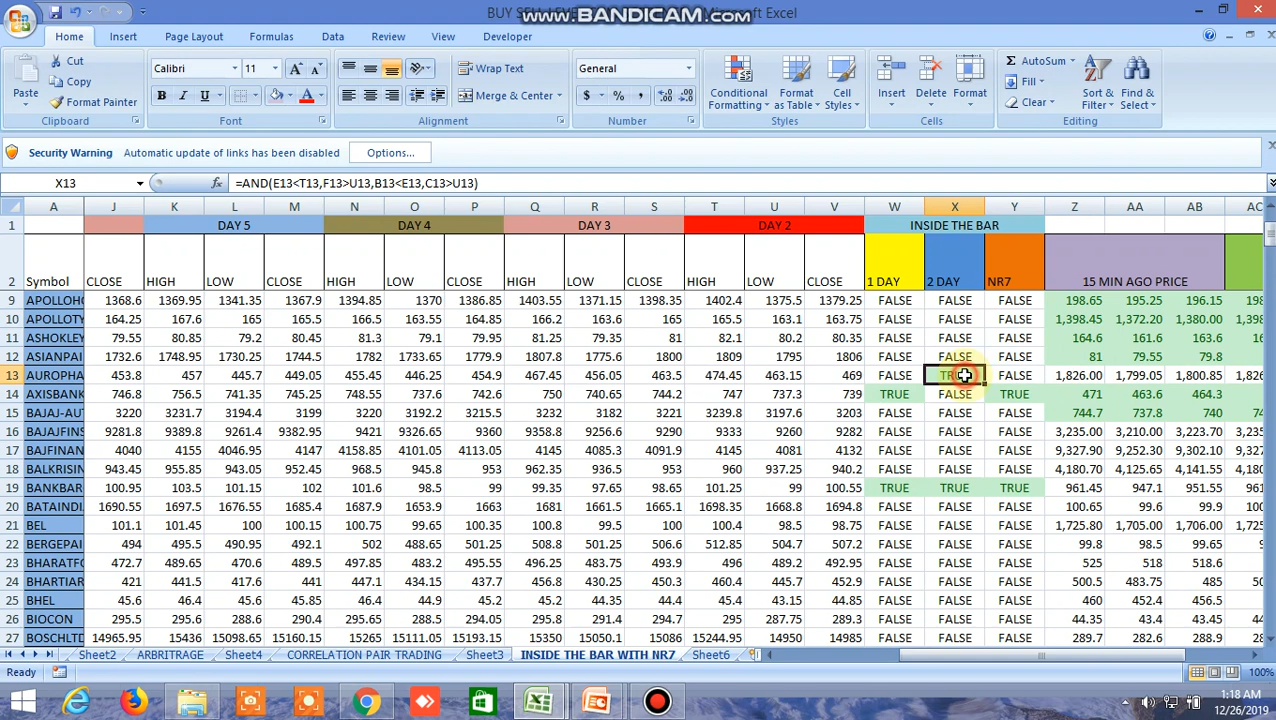 BUY SELL
www.BANDICAM.com
Microsoft Excel
Home Insert Page Layout Formulas Data Review View Developer
Cut
Copy
Format Painter
Paste
Clipboard
Calibri 11
B I U
Font
Wrap Text
Merge & Center
Alignment
General
$ % ,
Number
Conditional Formatting
Format as Table
Cell Styles
Styles
Insert Delete Format
Cells
Σ AutoSum
Fill
Clear
Sort & Filter
Find & Select
Editing
Security Warning Automatic update of links has been disabled Options...
X13 fx =AND(E13<T13,F13>U13,B13<E13,C13>U13)
A J K L M N O P Q R S T U V W X Y Z AA AB AC
1 DAY 5 DAY 4 DAY 3 DAY 2 INSIDE THE BAR
2 Symbol CLOSE HIGH LOW CLOSE HIGH LOW CLOSE HIGH LOW CLOSE HIGH LOW CLOSE 1 DAY 2 DAY NR7 15 MIN AGO PRICE
9 APOLLOHO 1368.6 1369.95 1341.35 1367.9 1394.85 1370 1386.85 1403.55 1371.15 1398.35 1402.4 1375.5 1379.25 FALSE FALSE FALSE 198.65 195.25 196.15 198
10 APOLLOTY 164.25 167.6 163.6 166.5 166.5 163.55 164.85 166.2 163.6 165 165.5 163.1 163.75 FALSE FALSE FALSE 1,398.45 1,372.20 1,380.00 1,398
11 ASHOKLEY 79.55 80.85 79.2 80.45 81.3 79.1 79.95 81.25 79.35 81 82.1 80.2 80.35 FALSE FALSE FALSE 164.6 161.6 163.6 16
12 ASIANPAI 1732.6 1748.95 1730.25 1744.5 1782 1733.65 1779.9 1807.8 1775.6 1800 1809 1795 1806 FALSE FALSE FALSE 81 79.55 79.8
13 AUROPHA 453.8 457 445.7 449.05 455.45 446.2 454.9 467.45 456.05 463.5 474.45 463.15 469 FALSE TRUE FALSE 1,826.00 1,799.05 1,800.85 1,826
14 AXISBANK 746.8 756.5 741.35 745.25 748.55 737.6 742.6 750 640.65 744.2 747 737.3 739 TRUE FALSE TRUE 471 463.6 464.3
15 BAJAJ-AUT 3220 3231.7 3194.4 3199 3220 3192.2 3215.5 3232 3182 3221 3239.8 3197.6 3203 FALSE FALSE FALSE 744.7 737.8 740 7
16 BAJAJFINS 9281.8 9389.8 9261.4 9382.95 9520 9326.65 9360 9458 9256.6 9290 9333 9260 9282 FALSE FALSE FALSE 3,235.00 3,210.00 3,223.70 3,235
17 BAJFINAN 4040 4155 4046.95 4147 4158.85 4101.05 4113.05 4145 4085.5 4091.9 4145 4081 4132 FALSE FALSE FALSE 9,327.90 9,252.30 9,302.10 9,327
18 BALKRISIN 943.45 955.85 943.15 952.45 968.5 945.8 953 962.35 936.5 953 960 937.25 940.2 FALSE FALSE FALSE 4,180.70 4,125.65 4,141.55 4,180
19 BANKBAR 100.95 103.5 101.15 102 101.6 98.5 99 99.35 97.65 98.65 101.3 99 100.55 TRUE TRUE TRUE 961.45 947.1 951.55 961
20 BATAINDI 1690.55 1707.5 1676.55 1685.4 1687.9 1653.9 1663 1681 1661.5 1665.1 1698.35 1668.8 1694.8 FALSE FALSE FALSE 100.65 99.6 99.9 100
21 BEL 101.1 101.45 100 100.15 100.75 99.65 100.35 100.8 99.5 100 100.4 98.5 98.75 FALSE FALSE FALSE 1,725.80 1,705.00 1,706.00 1,725
22 BERGEPAI 494 495.5 490.95 492.1 502 488.65 501.25 508.8 501.25 506.6 512.85 504.7 507.2 FALSE FALSE FALSE 99.8 98.5 99.65
23 BHARATFO 472.7 489.65 470.6 489.5 497.85 483.2 495.55 496.25 483.75 493.9 496 489.2 492.95 FALSE FALSE FALSE 525 518 518.6
24 BHARTIAR 421 441.5 417.6 441 447.1 434.15 437 456.8 430.25 450.3 460.4 445.7 452.9 FALSE FALSE FALSE 500.5 483.75 485 50
25 BHEL 45.6 46.4 45.6 45.85 46.4 44.9 45.2 45.2 44.35 44.4 45.4 43.15 44.85 FALSE FALSE FALSE 460 452.4 456.5
26 BIOCON 295.6 295.6 288.6 290.4 295.65 288.7 294.05 295.8 291.4 293.7 295 287.75 289.3 FALSE FALSE FALSE 44.35 43.4 43.45 44
27 BOSCHLTD 14965.95 15436 15098.65 15160.15 15265 15111.05 15193.15 15350 15050.1 15086 15244.95 14950 14985 FALSE FALSE FALSE 289.7 286.1 288.9 28
Sheet2 ARBITRAGE Sheet4 CORRELATION PAIR TRADING Sheet3 INSIDE THE BAR WITH NR7 Sheet6
Ready 100%
1:18 AM
12/26/2019